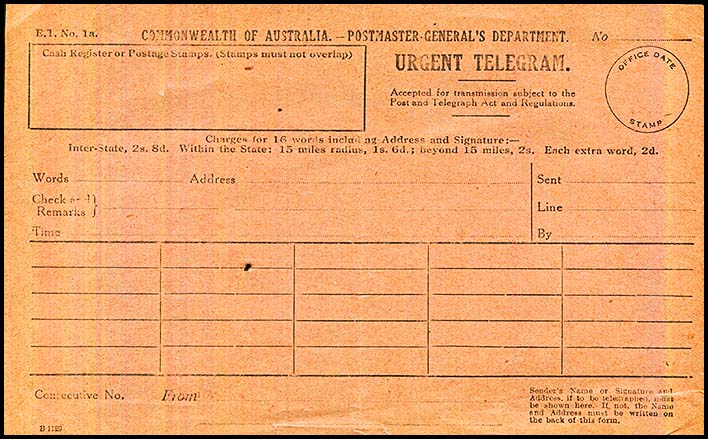 E.T. No. 1a.
COMMONWEALTH OF AUSTRALIA.—POSTMASTER-GENERAL'S DEPARTMENT.
No
Cash Register or Postage Stamps. (Stamps must not overlap)
URGENT TELEGRAM.
Accepted for transmission subject to the
Post and Telegraph Act and Regulations.
OFFICE DATE
STAMP
Charges for 16 words including Address and Signature:—
Inter-State, 2s. 8d. Within the State: 15 miles radius, 1s. 6d.; beyond 15 miles, 2s. Each extra word, 2d.
Words
Address
Sent
Check and
Remarks }
Line
Time
By
Consecutive No.
From
Sender's Name or Signature and
Address, if to be telegraphed, must
be shown here. If not, the Name
and Address must be written on
the back of this form.